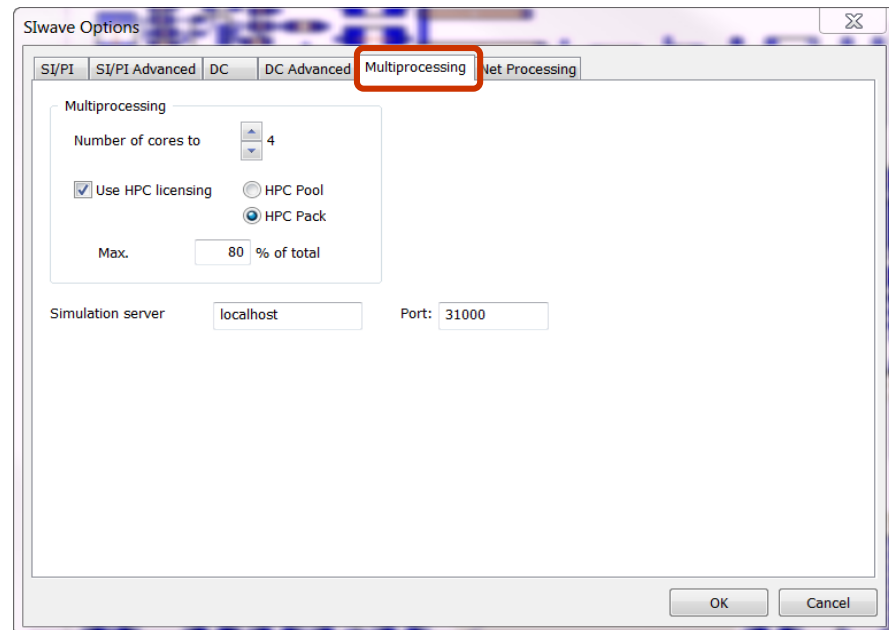 SIwave Options
SI/PI SI/PI Advanced DC DC Advanced Multiprocessing Net Processing
Multiprocessing
Number of cores to 4
Use HPC licensing HPC Pool
HPC Pack
Max. 80 % of total
Simulation server localhost Port: 31000
OK Cancel